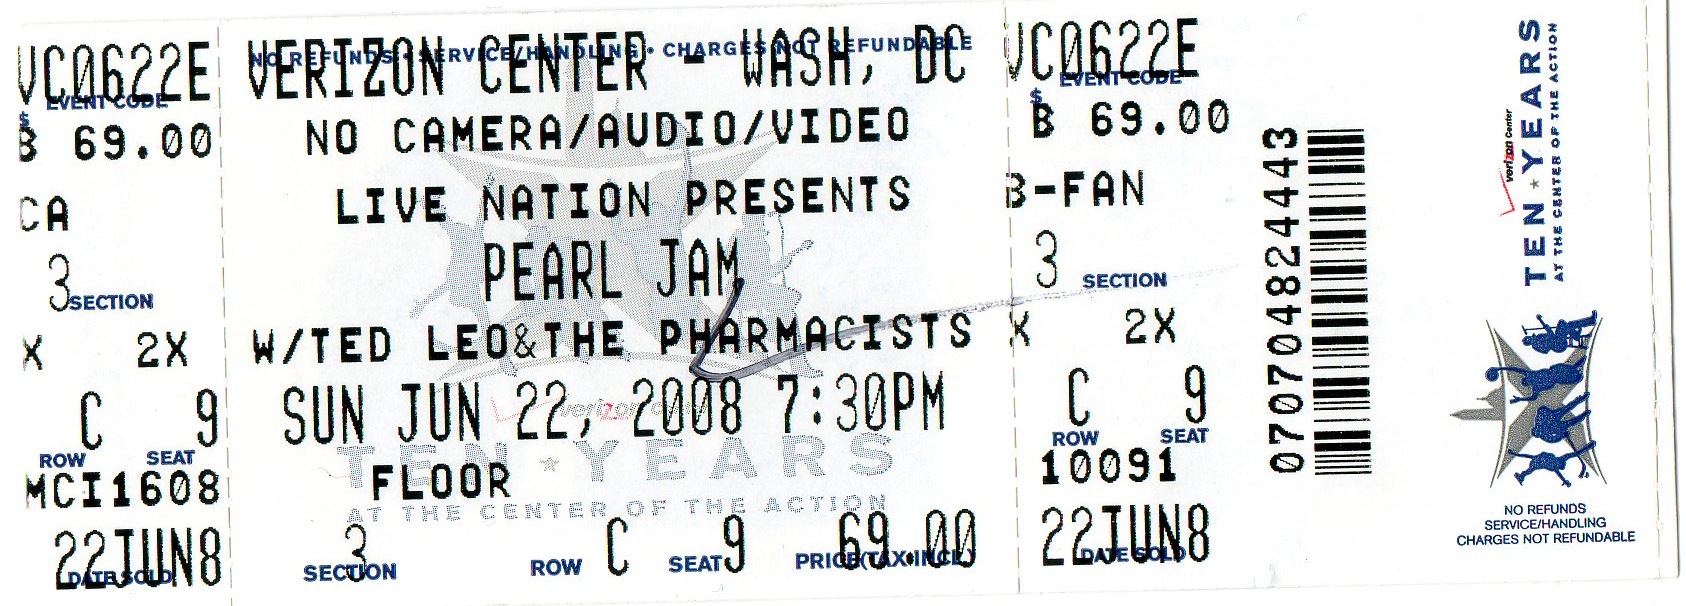 VC0622E
EVENT CODE
$
B 69.00
CA
3
SECTION
X 2X
C 9
ROW SEAT
MCI1608
22JUN8
DATE SOLD
NO REFUNDS • SERVICE/HANDLING • CHARGES NOT REFUNDABLE
VERIZON CENTER - WASH, DC
NO CAMERA/AUDIO/VIDEO
LIVE NATION PRESENTS
PEARL JAM
W/TED LEO&THE PHARMACISTS
SUN JUN 22, 2008 7:30PM
verizon center
TEN ★ YEARS
FLOOR
AT THE CENTER OF THE ACTION
3 C 9 69.00
SECTION ROW SEAT PRICE(TAX INCL)
VC0622E
EVENT CODE
$
B 69.00
B-FAN
3
SECTION
X 2X
C 9
ROW SEAT
10091
22JUN8
DATE SOLD
0707048224443
verizon Center
TEN ★ YEARS
AT THE CENTER OF THE ACTION
NO REFUNDS
SERVICE/HANDLING
CHARGES NOT REFUNDABLE